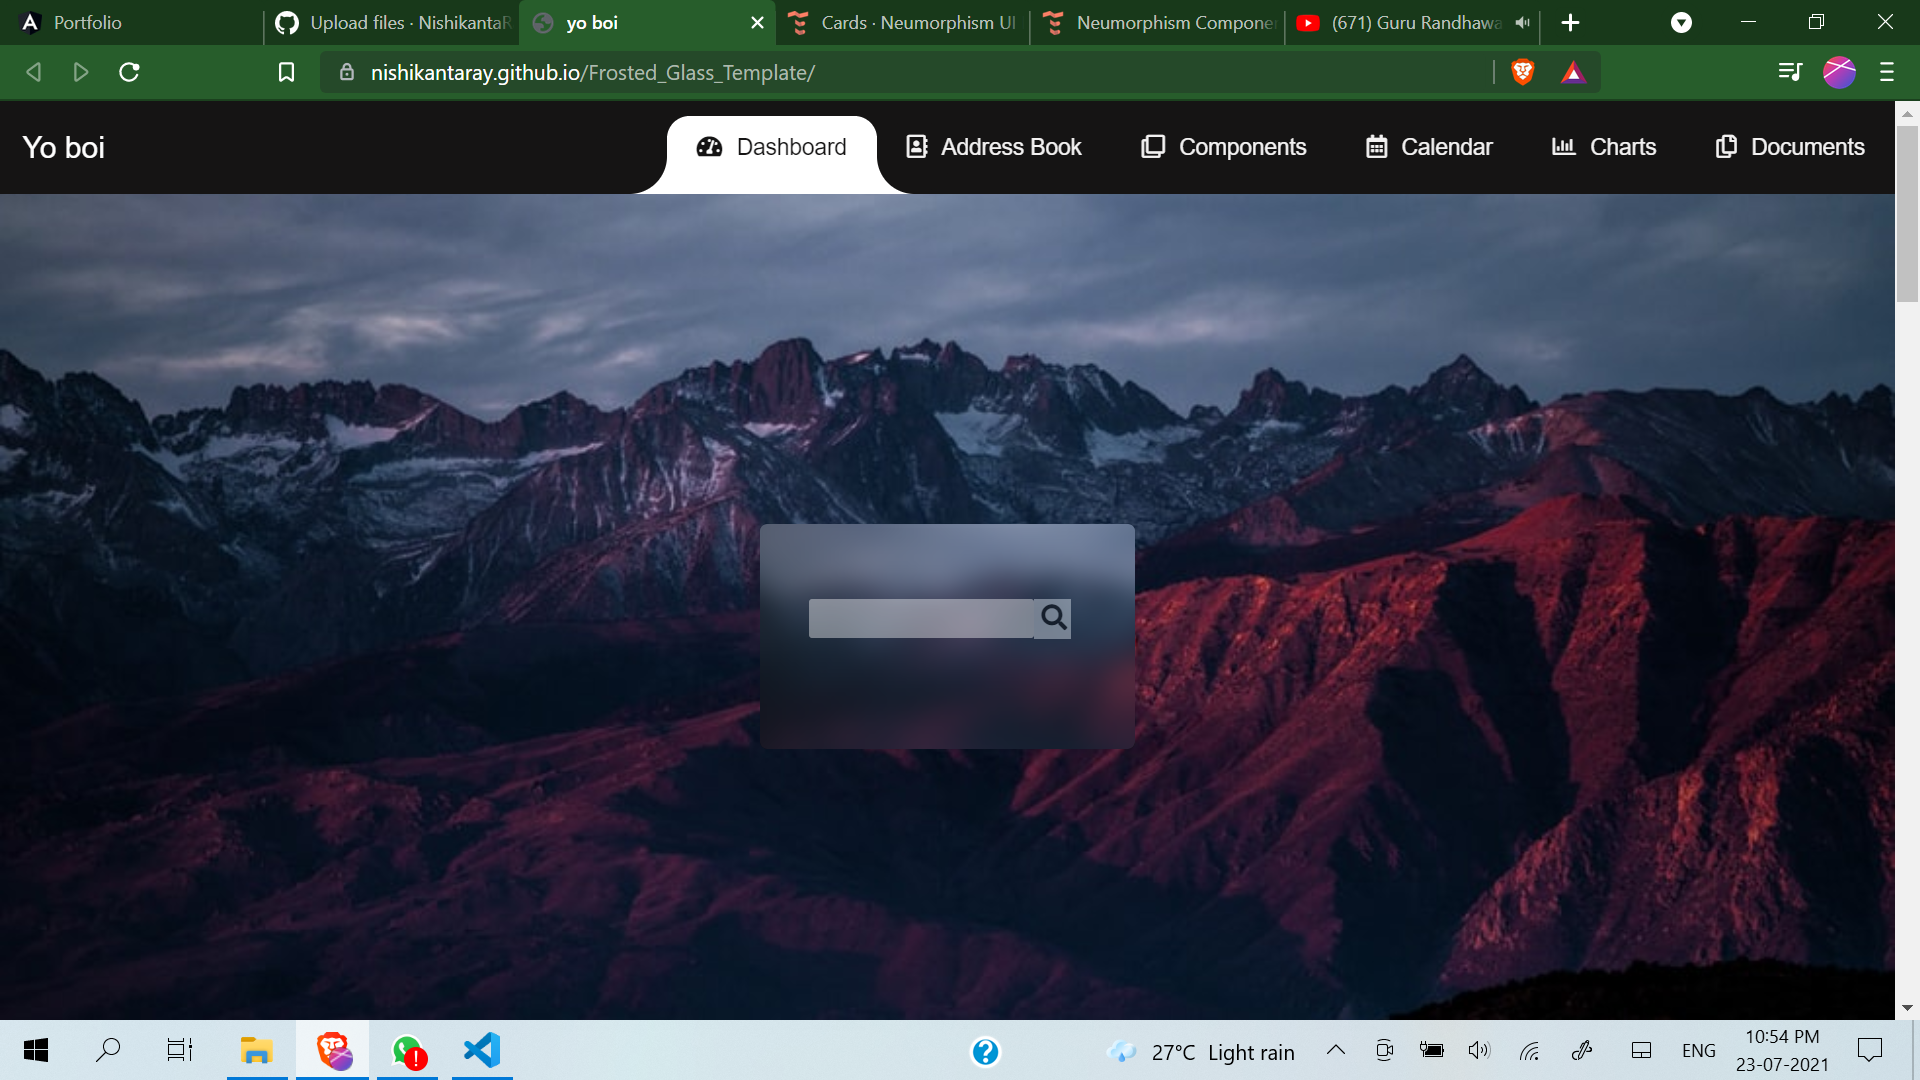 Portfolio
Upload files · NishikantaR
yo boi
Cards · Neumorphism UI
Neumorphism Componen
(671) Guru Randhawa
nishikantaray.github.io/Frosted_Glass_Template/
Yo boi
Dashboard
Address Book
Components
Calendar
Charts
Documents
27°C Light rain
ENG
10:54 PM
23-07-2021